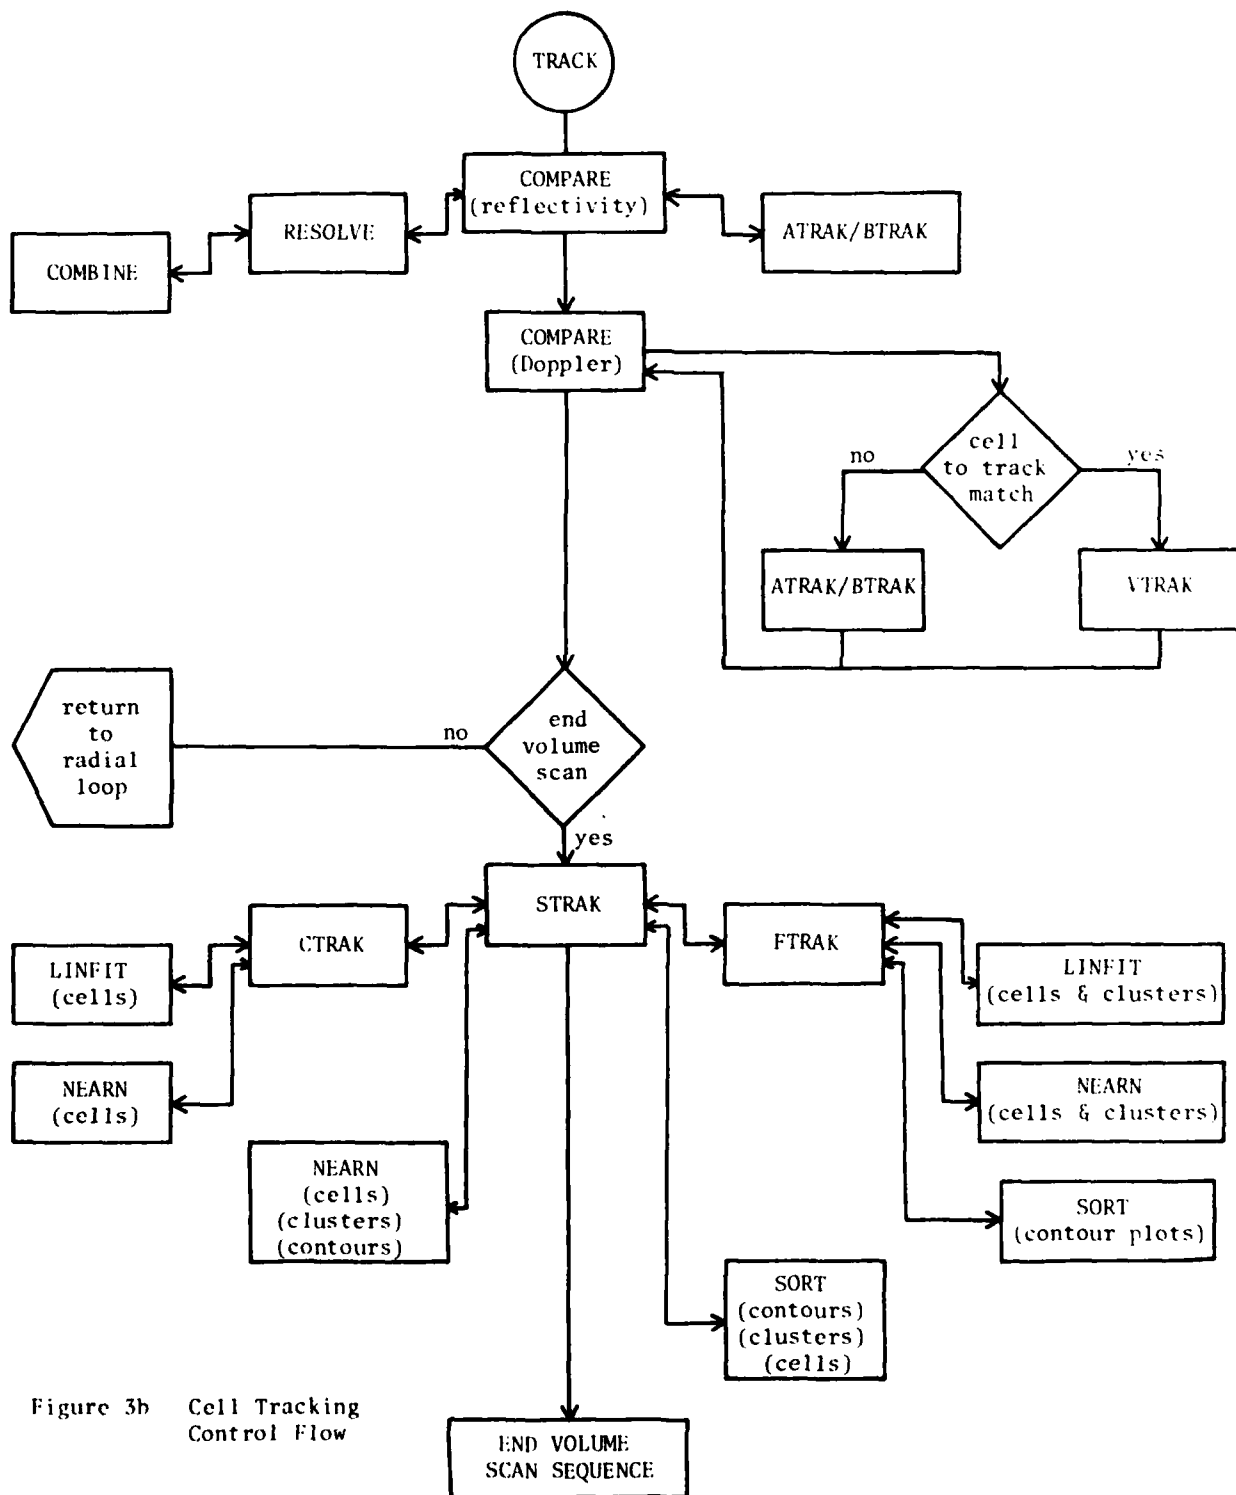 TRACK
COMPARE
(reflectivity)
RESOLVE
ATRAK/BTRAK
COMBINE
COMPARE
(Doppler)
cell
to track
match
no
yes
ATRAK/BTRAK
VTRAK
return
to
radial
loop
no
end
volume
scan
yes
STRAK
CTRAK
FTRAK
LINFIT
(cells)
LINFIT
(cells & clusters)
NEARN
(cells)
NEARN
(cells & clusters)
NEARN
(cells)
(clusters)
(contours)
SORT
(contour plots)
SORT
(contours)
(clusters)
(cells)
Figure 3b Cell Tracking
Control Flow
END VOLUME
SCAN SEQUENCE